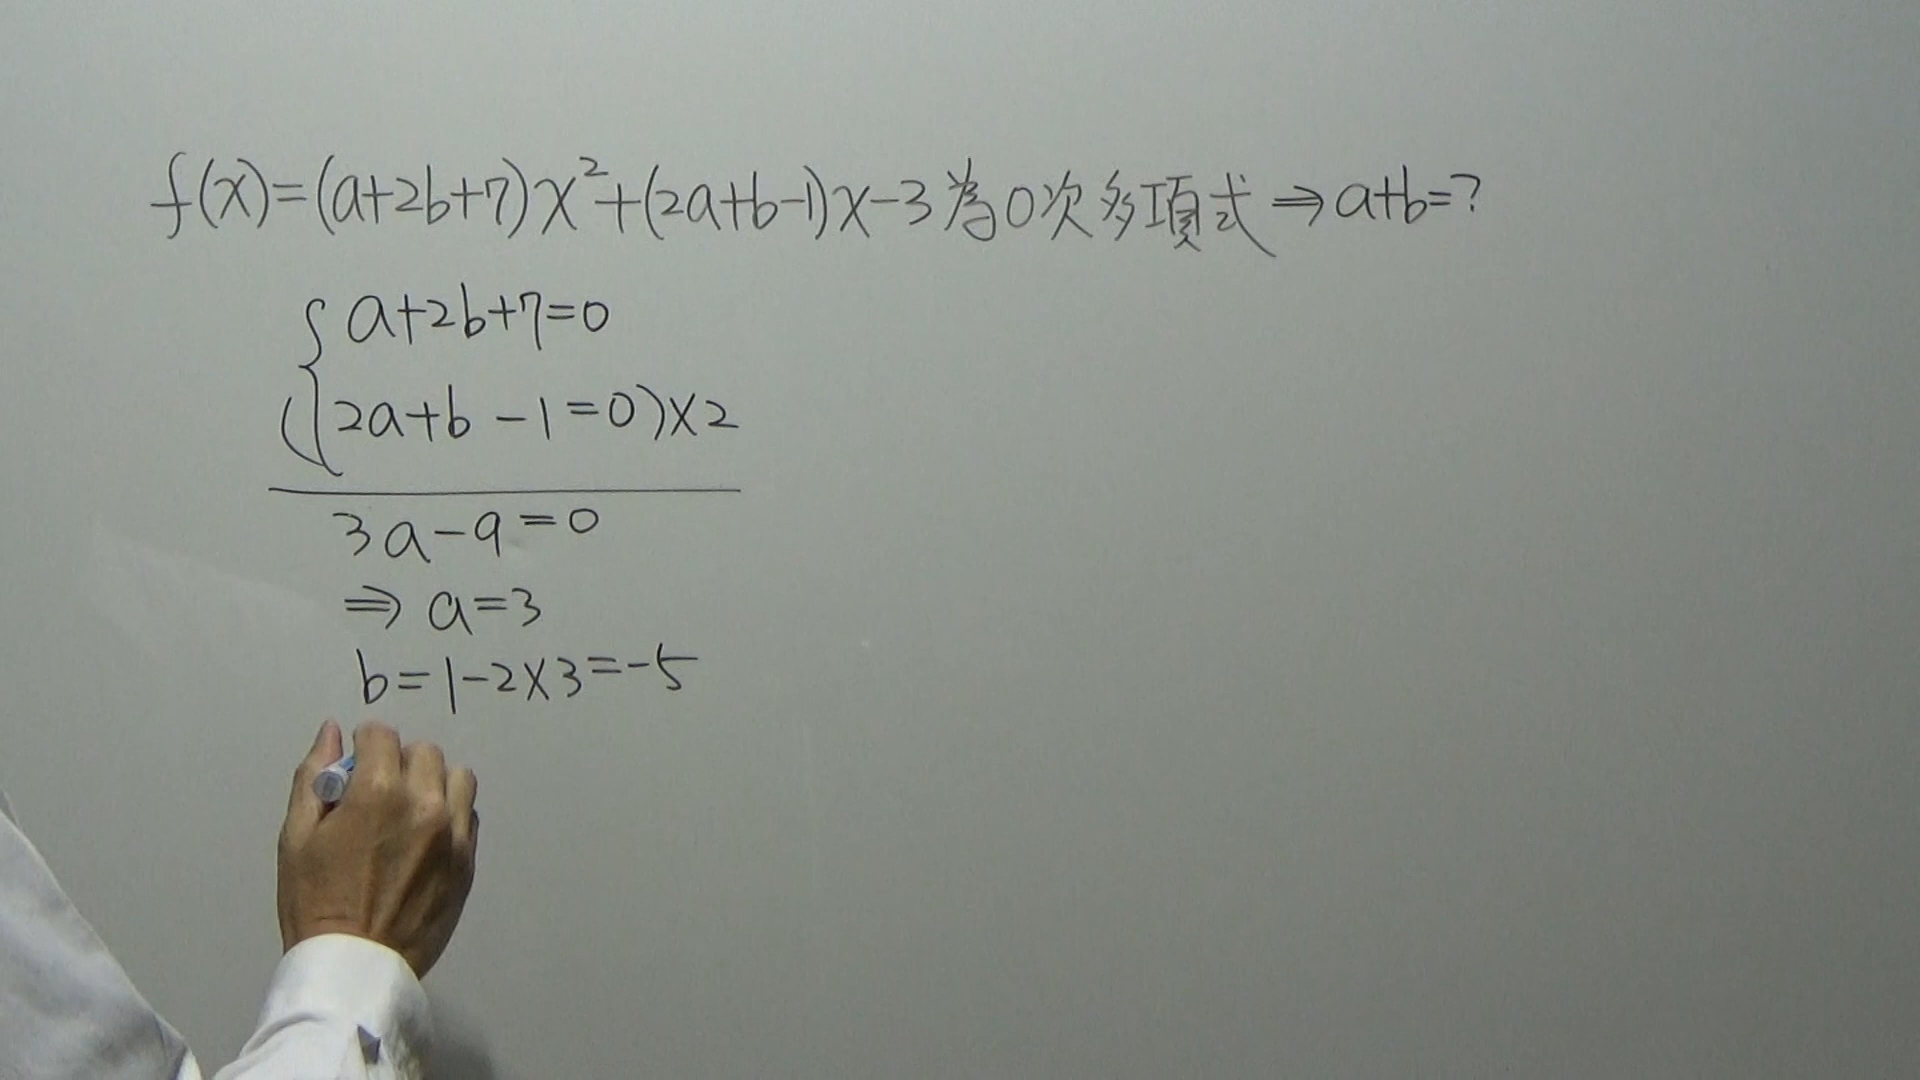 f(x)=(a+2b+7)x²+(2a+b-1)x-3為0次多項式⇒a+b=?
{a+2b+7=0
({2a+b-1=0)×2
3a-9=0
⇒a=3
b=1-2×3=-5